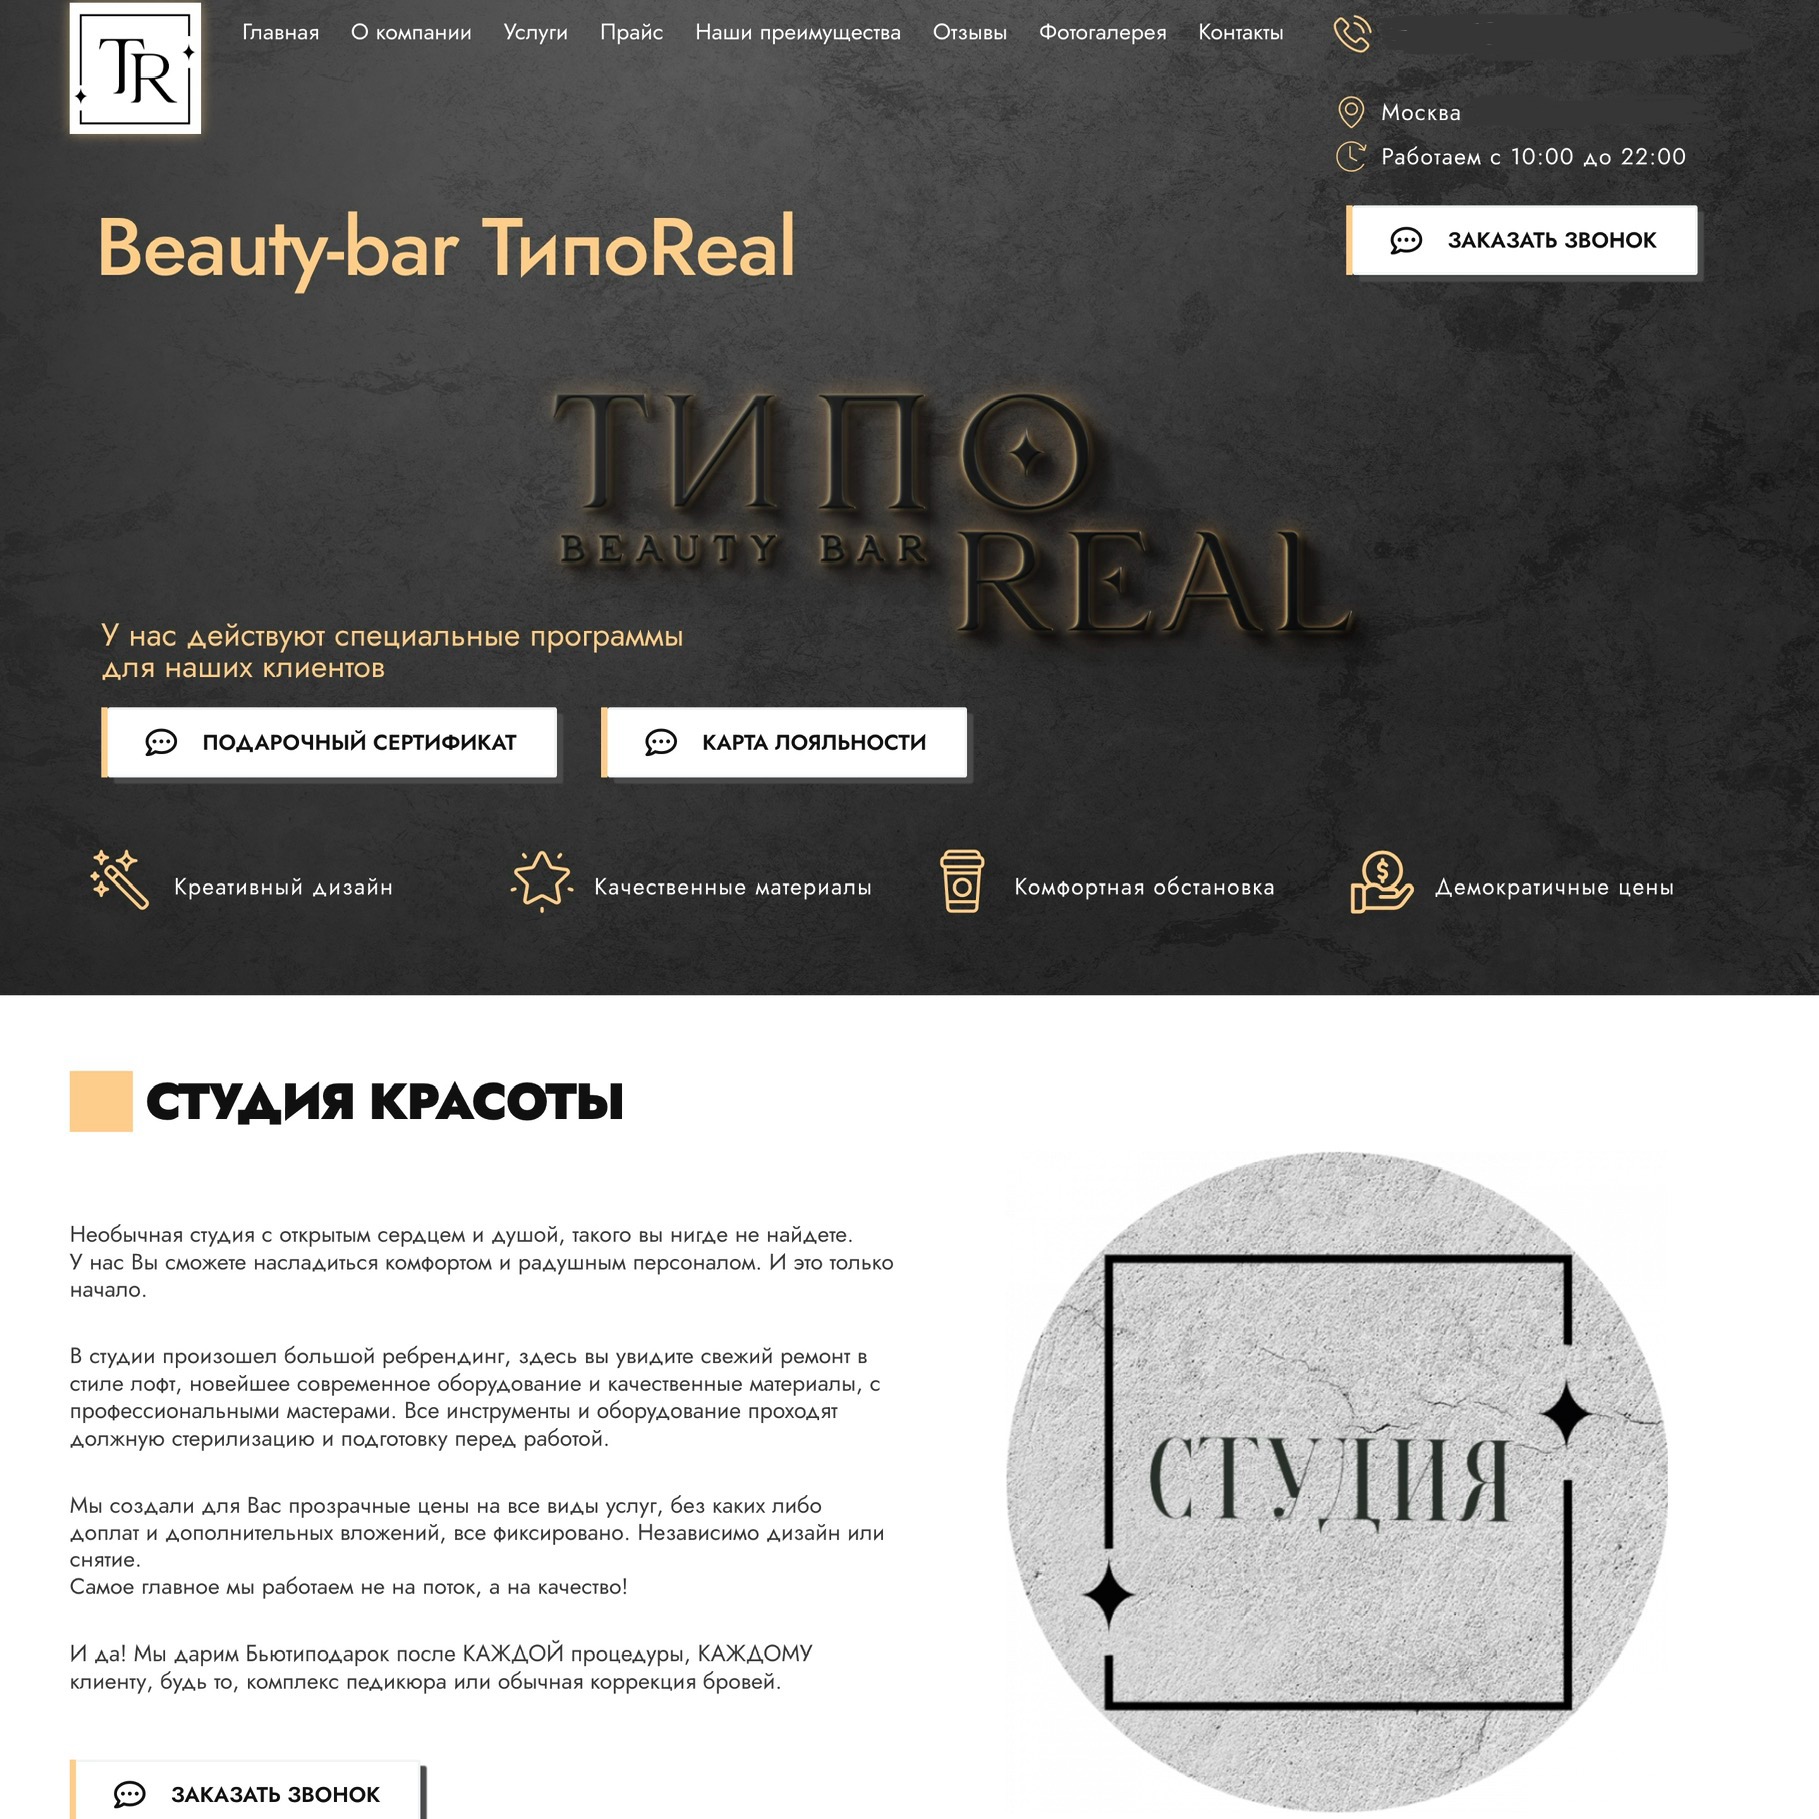 TR
Главная О компании Услуги Прайс Наши преимущества Отзывы Фотогалерея Контакты
Москва
Работаем с 10:00 до 22:00
ЗАКАЗАТЬ ЗВОНОК
Beauty-bar ТипоReal
ТИПО
BEAUTY BAR
REAL
У нас действуют специальные программы
для наших клиентов
ПОДАРОЧНЫЙ СЕРТИФИКАТ
КАРТА ЛОЯЛЬНОСТИ
Креативный дизайн
Качественные материалы
Комфортная обстановка
Демократичные цены
СТУДИЯ КРАСОТЫ
Необычная студия с открытым сердцем и душой, такого вы нигде не найдете.
У нас Вы сможете насладиться комфортом и радушным персоналом. И это только
начало.
В студии произошел большой ребрендинг, здесь вы увидите свежий ремонт в
стиле лофт, новейшее современное оборудование и качественные материалы, с
профессиональными мастерами. Все инструменты и оборудование проходят
должную стерилизацию и подготовку перед работой.
Мы создали для Вас прозрачные цены на все виды услуг, без каких либо
доплат и дополнительных вложений, все фиксировано. Независимо дизайн или
снятие.
Самое главное мы работаем не на поток, а на качество!
И да! Мы дарим Бьютиподарок после КАЖДОЙ процедуры, КАЖДОМУ
клиенту, будь то, комплекс педикюра или обычная коррекция бровей.
ЗАКАЗАТЬ ЗВОНОК
СТУДИЯ